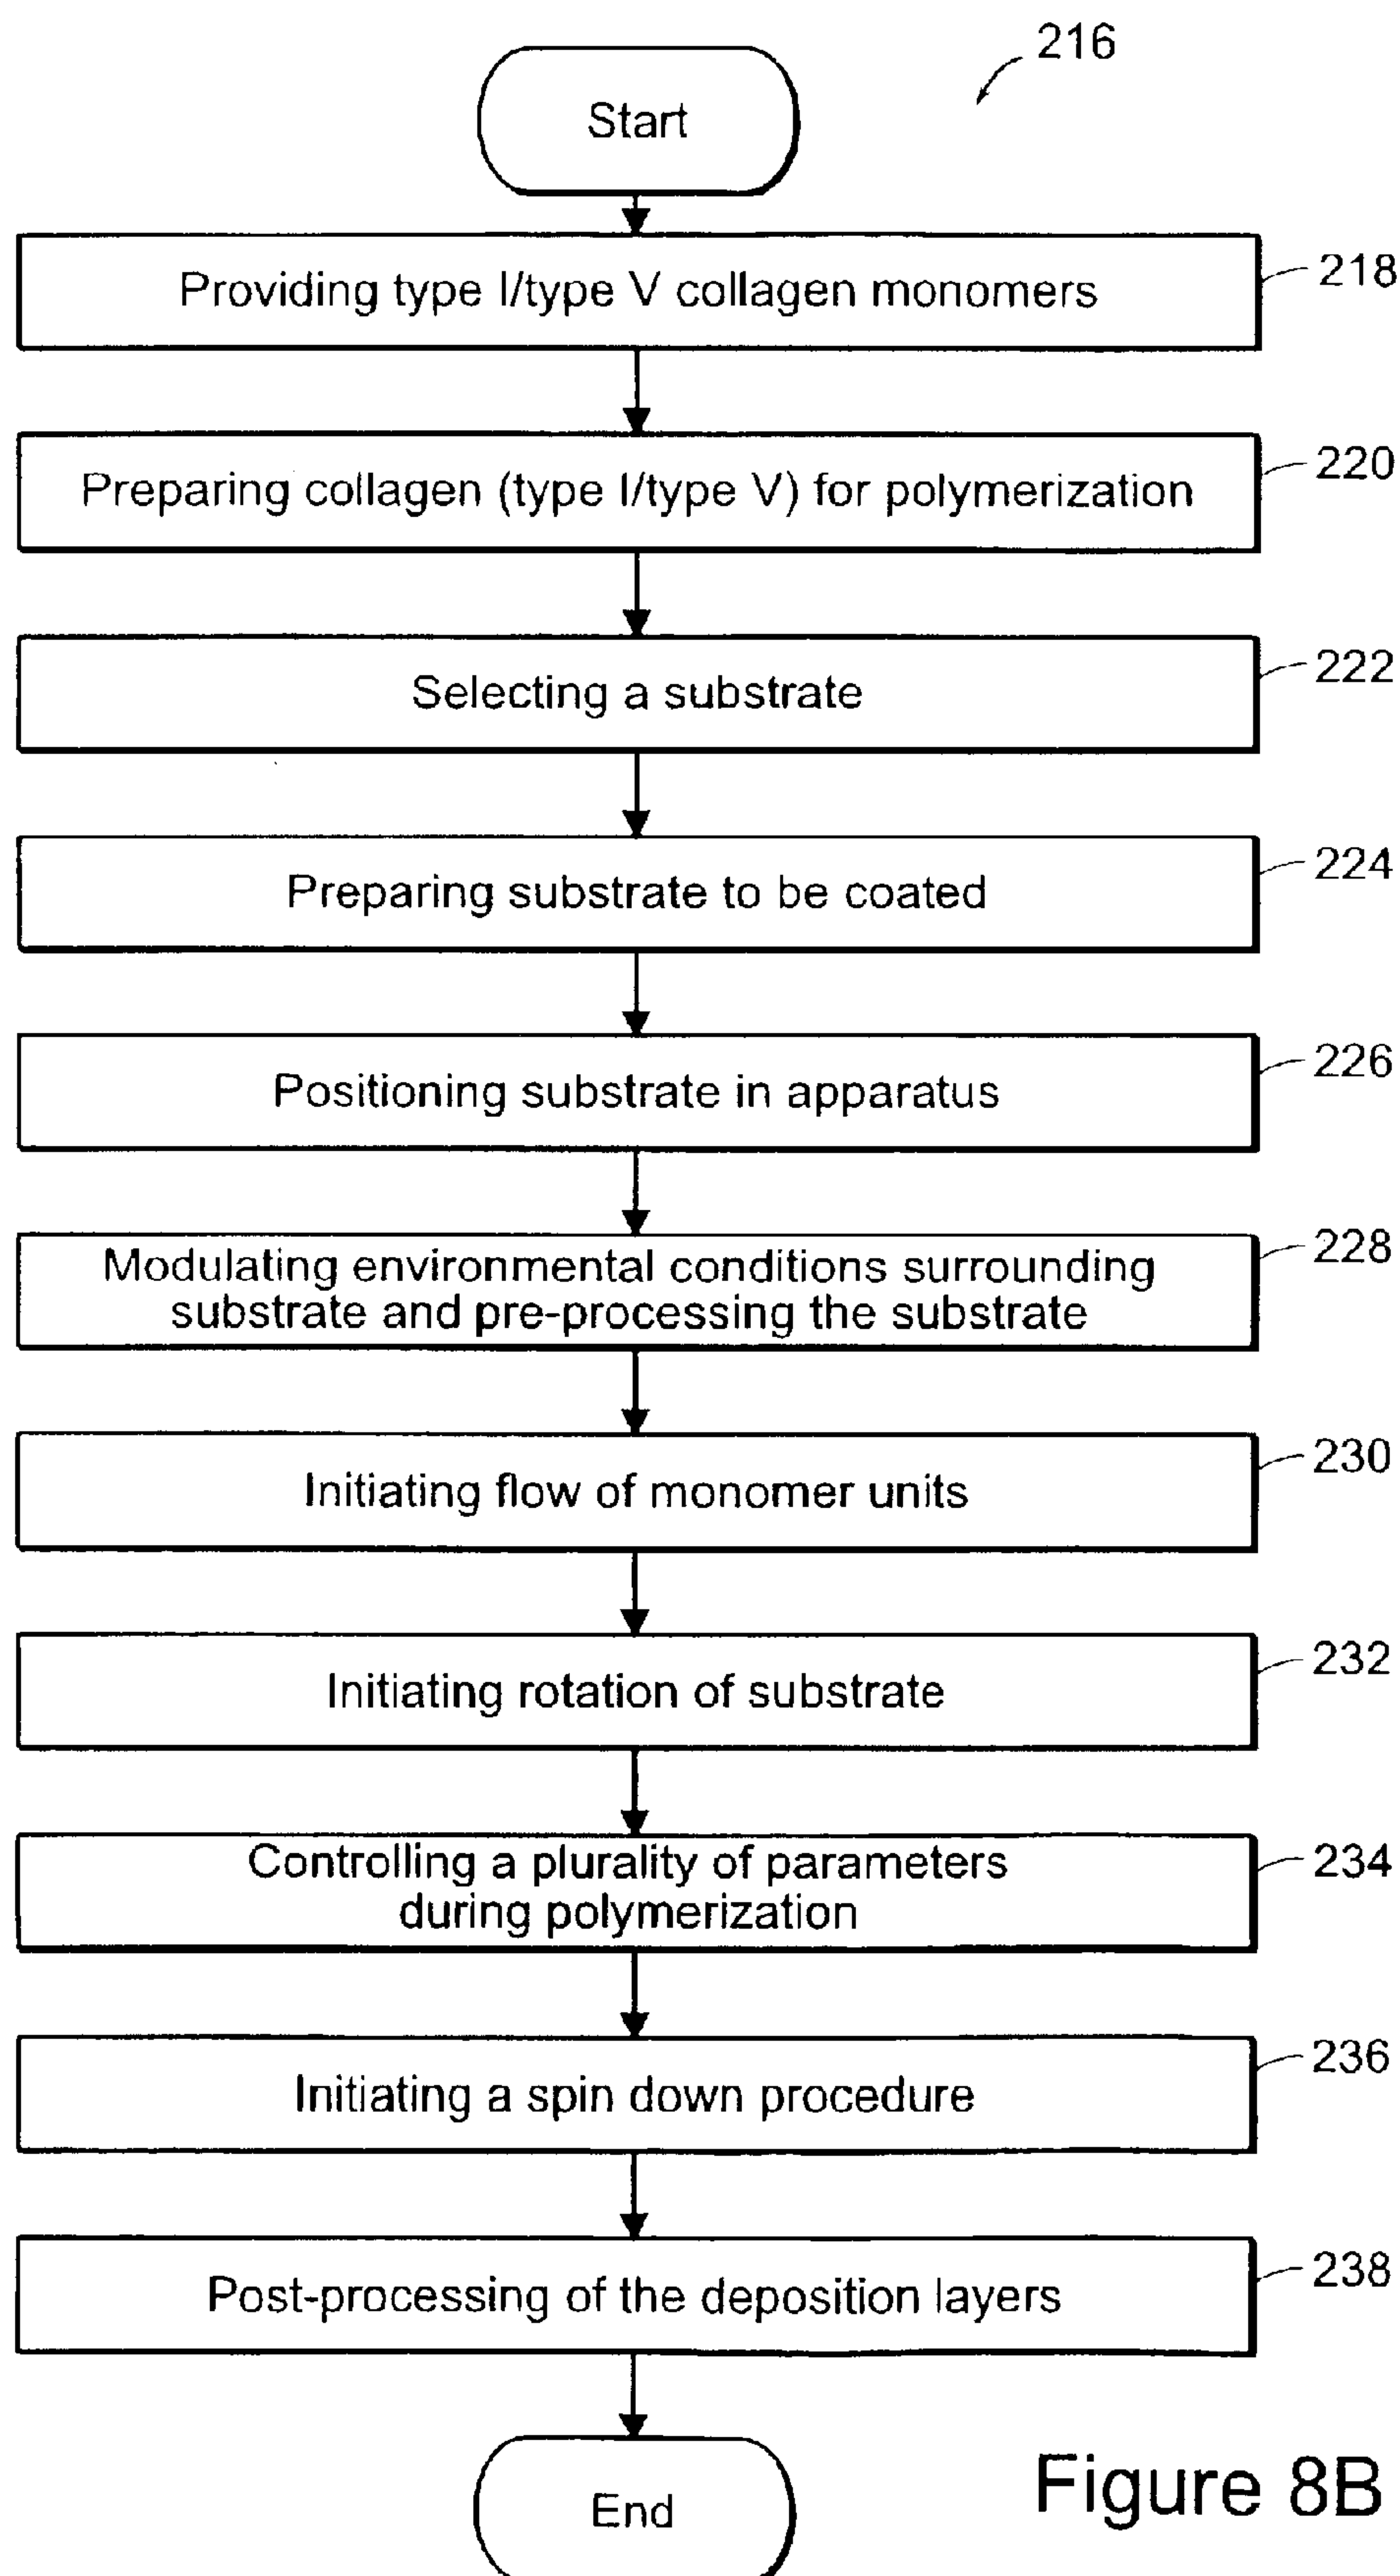 216
Start
Providing type I/type V collagen monomers
218
Preparing collagen (type I/type V) for polymerization
220
Selecting a substrate
222
Preparing substrate to be coated
224
Positioning substrate in apparatus
226
Modulating environmental conditions surrounding
substrate and pre-processing the substrate
228
Initiating flow of monomer units
230
Initiating rotation of substrate
232
Controlling a plurality of parameters
during polymerization
234
Initiating a spin down procedure
236
Post-processing of the deposition layers
238
End
Figure 8B